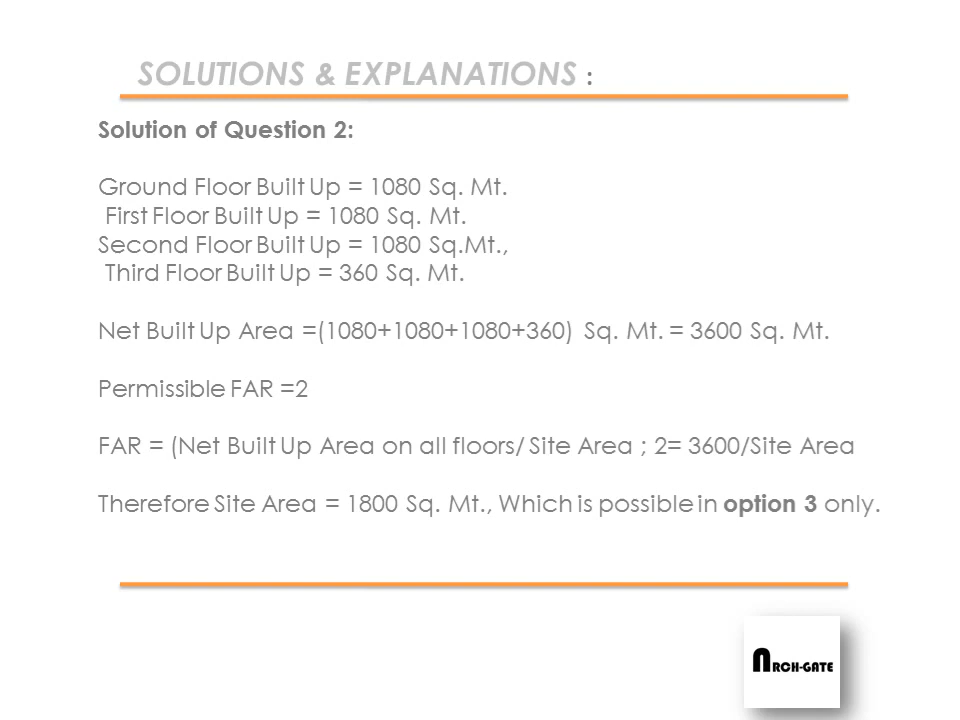 SOLUTIONS & EXPLANATIONS :
Solution of Question 2:
Ground Floor Built Up = 1080 Sq. Mt.
First Floor Built Up = 1080 Sq. Mt.
Second Floor Built Up = 1080 Sq.Mt.,
Third Floor Built Up = 360 Sq. Mt.
Net Built Up Area =(1080+1080+1080+360) Sq. Mt. = 3600 Sq. Mt.
Permissible FAR =2
FAR = (Net Built Up Area on all floors/ Site Area ; 2= 3600/Site Area
Therefore Site Area = 1800 Sq. Mt., Which is possible in option 3 only.
ARCH-GATE